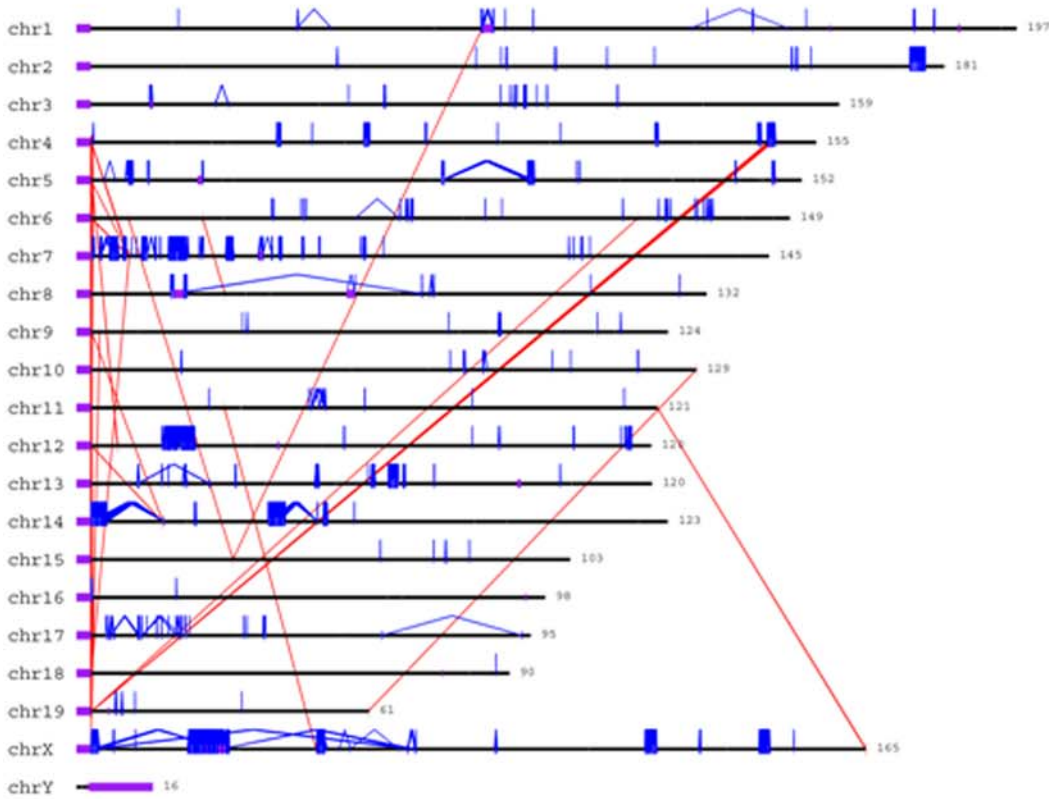 chr1 197
chr2 181
chr3 159
chr4 155
chr5 152
chr6 149
chr7 145
chr8 132
chr9 124
chr10 129
chr11 121
chr12
chr13 120
chr14 123
chr15 103
chr16 98
chr17 95
chr18 90
chr19 61
chrX 165
chrY 16